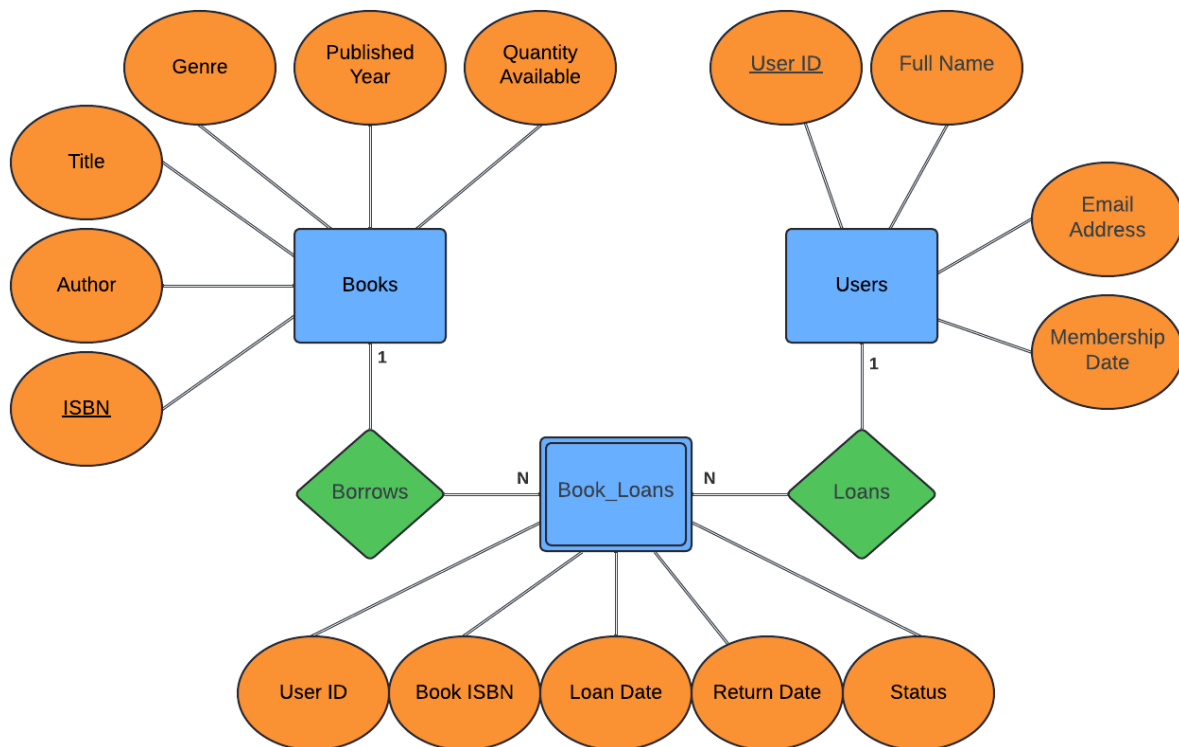 Genre
Published
Year
Quantity
Available
User ID
Full Name
Title
Email
Address
Author
Books
Users
Membership
Date
ISBN
1
1
Borrows
N
Book_Loans
N
Loans
User ID
Book ISBN
Loan Date
Return Date
Status